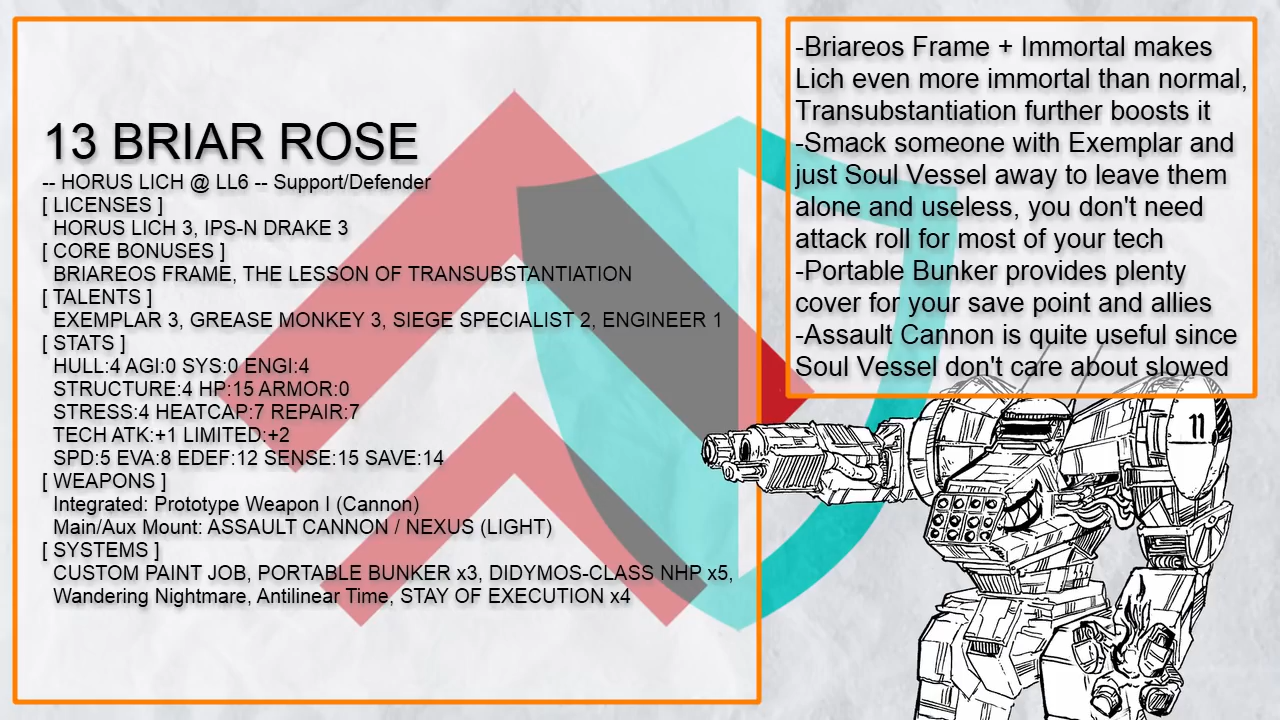 13 BRIAR ROSE
-- HORUS LICH @ LL6 -- Support/Defender
[ LICENSES ]
HORUS LICH 3, IPS-N DRAKE 3
[ CORE BONUSES ]
BRIAREOS FRAME, THE LESSON OF TRANSUBSTANTIATION
[ TALENTS ]
EXEMPLAR 3, GREASE MONKEY 3, SIEGE SPECIALIST 2, ENGINEER 1
[ STATS ]
HULL:4 AGI:0 SYS:0 ENGI:4
STRUCTURE:4 HP:15 ARMOR:0
STRESS:4 HEATCAP:7 REPAIR:7
TECH ATK:+1 LIMITED:+2
SPD:5 EVA:8 EDEF:12 SENSE:15 SAVE:14
[ WEAPONS ]
Integrated: Prototype Weapon I (Cannon)
Main/Aux Mount: ASSAULT CANNON / NEXUS (LIGHT)
[ SYSTEMS ]
CUSTOM PAINT JOB, PORTABLE BUNKER x3, DIDYMOS-CLASS NHP x5,
Wandering Nightmare, Antilinear Time, STAY OF EXECUTION x4
-Briareos Frame + Immortal makes
Lich even more immortal than normal,
Transubstantiation further boosts it
-Smack someone with Exemplar and
just Soul Vessel away to leave them
alone and useless, you don't need
attack roll for most of your tech
-Portable Bunker provides plenty
cover for your save point and allies
-Assault Cannon is quite useful since
Soul Vessel don't care about slowed
11